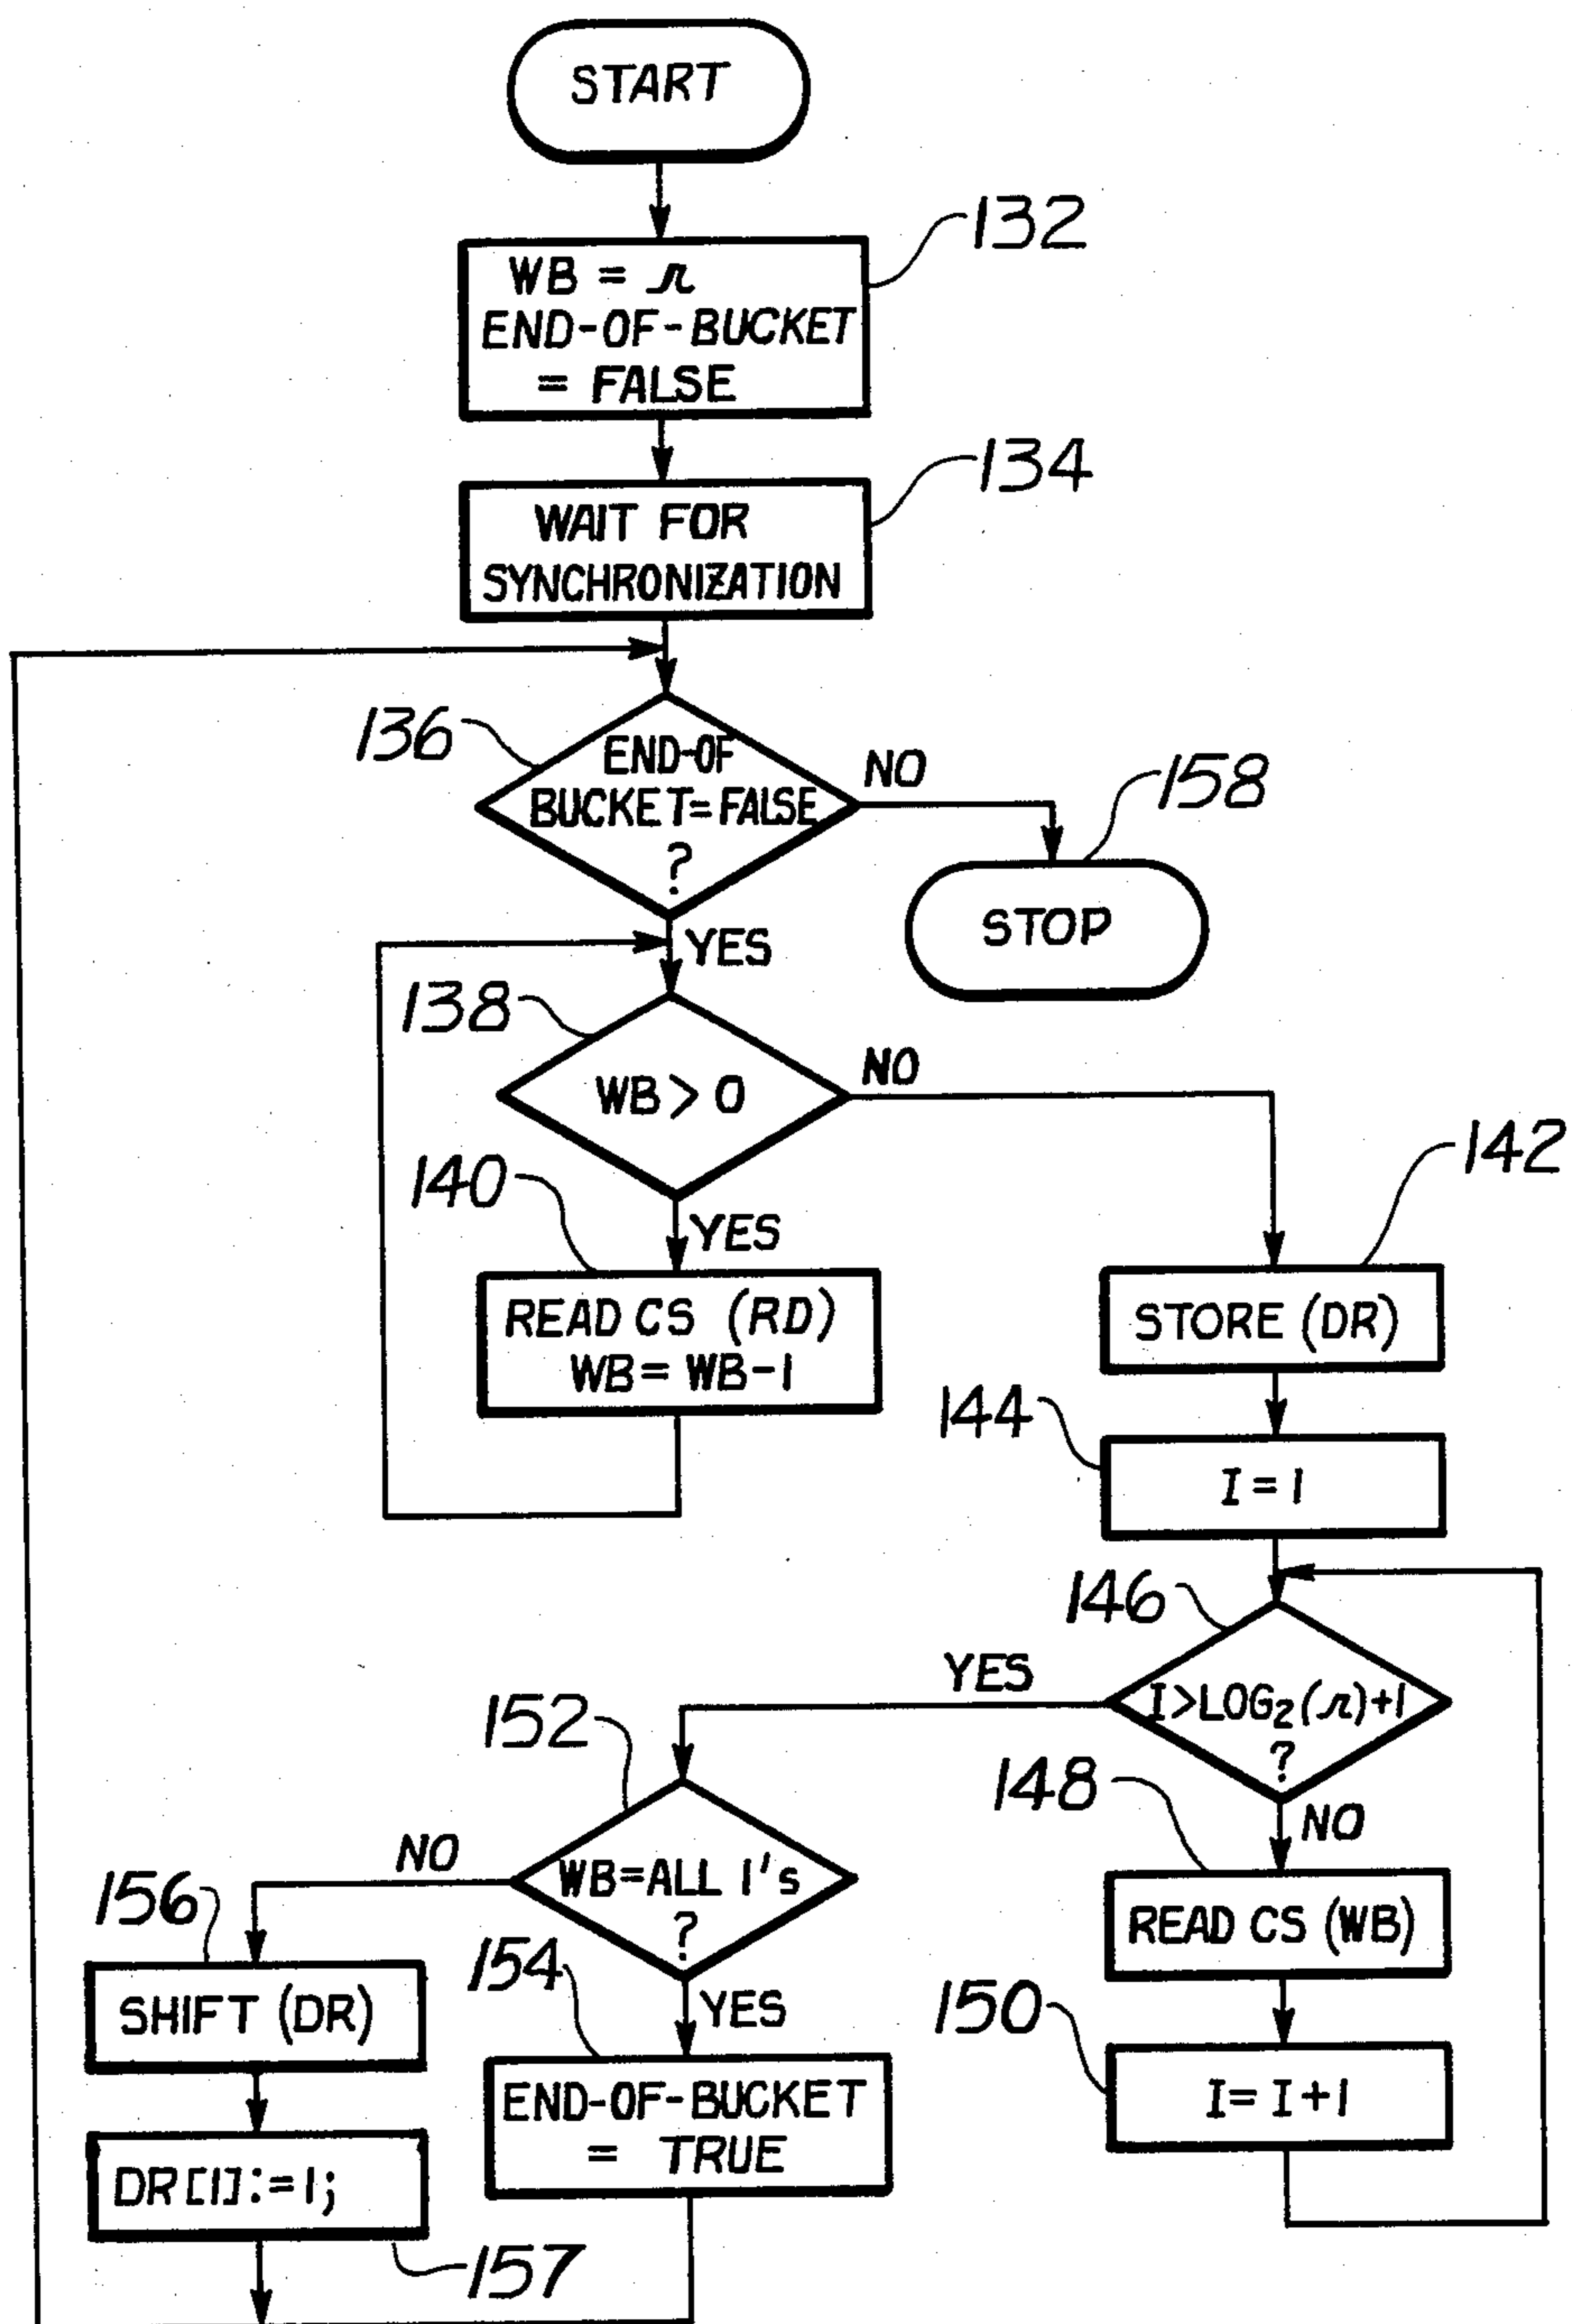 START
132
WB = r
END-OF-BUCKET
= FALSE
134
WAIT FOR
SYNCHRONIZATION
136
END-OF
BUCKET=FALSE
?
NO
158
STOP
YES
138
WB > 0
NO
140
YES
142
READ CS (RD)
WB = WB-1
STORE (DR)
144
I = 1
146
YES
I>LOG₂(r)+1
?
152
148
NO
NO
WB=ALL 1's
?
READ CS (WB)
156
154
YES
150
SHIFT (DR)
END-OF-BUCKET
= TRUE
I = I+1
DR[1]:=1;
157